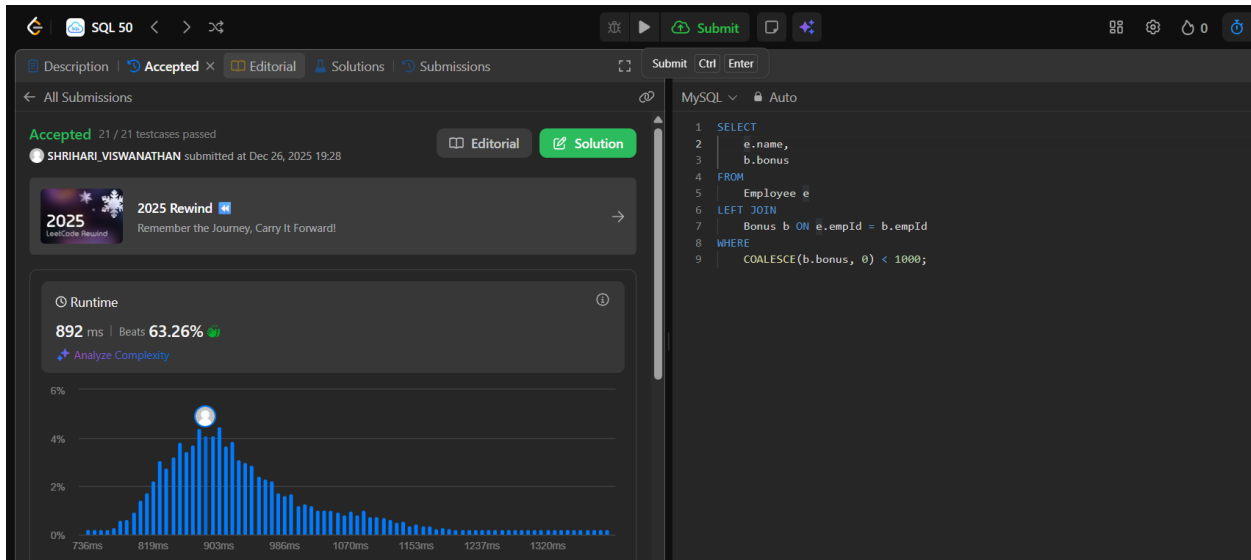 SQL 50
Submit
0
Description
Accepted
Editorial
Solutions
Submissions
Submit Ctrl Enter
All Submissions
MySQL
Auto
Accepted 21 / 21 testcases passed
SHRIHARI_VISWANATHAN submitted at Dec 26, 2025 19:28
Editorial
Solution
2025
LeetCode Rewind
2025 Rewind
Remember the Journey, Carry It Forward!
Runtime
892 ms | Beats 63.26%
Analyze Complexity
6%
4%
2%
0%
736ms 819ms 903ms 986ms 1070ms 1153ms 1237ms 1320ms
1 SELECT
2 e.name,
3 b.bonus
4 FROM
5 Employee e
6 LEFT JOIN
7 Bonus b ON e.empId = b.empId
8 WHERE
9 COALESCE(b.bonus, 0) < 1000;